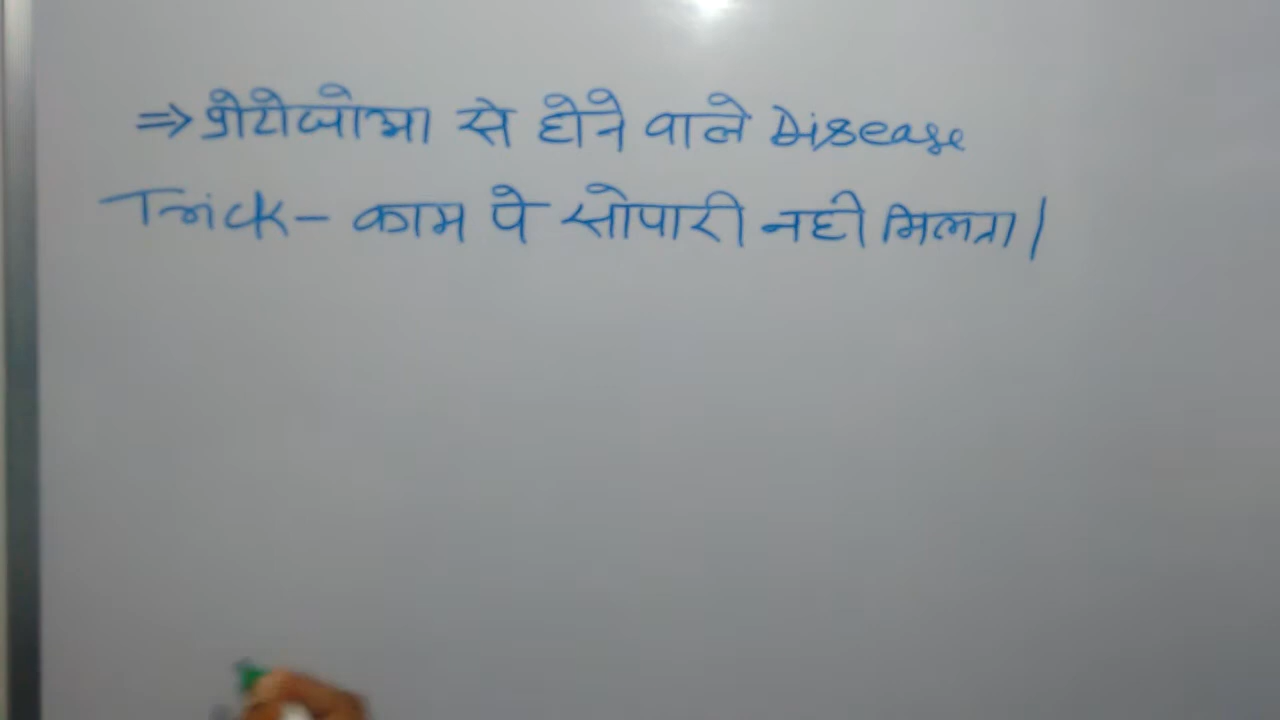 ⇒ प्रोटोजोआ से होने वाले Disease
Trick – काम पे सोपारी नही मिलता।